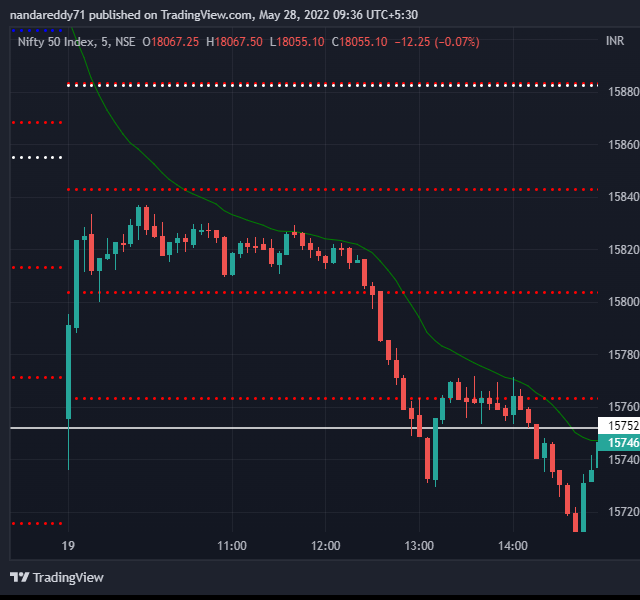 nandareddy71 published on TradingView.com, May 28, 2022 09:36 UTC+5:30
Nifty 50 Index, 5, NSE O18067.25 H18067.50 L18055.10 C18055.10 −12.25 (−0.07%)
INR
15880
15860
15840
15820
15800
15780
15760
15752
15746
15740
15720
19 11:00 12:00 13:00 14:00
TradingView